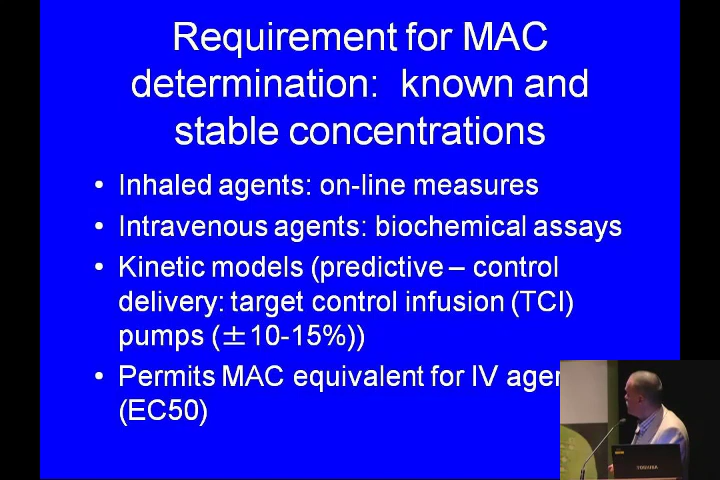 Requirement for MAC
determination: known and
stable concentrations
• Inhaled agents: on-line measures
• Intravenous agents: biochemical assays
• Kinetic models (predictive – control
delivery: target control infusion (TCI)
pumps (±10-15%))
• Permits MAC equivalent for IV
(EC50)
TOSHIBA